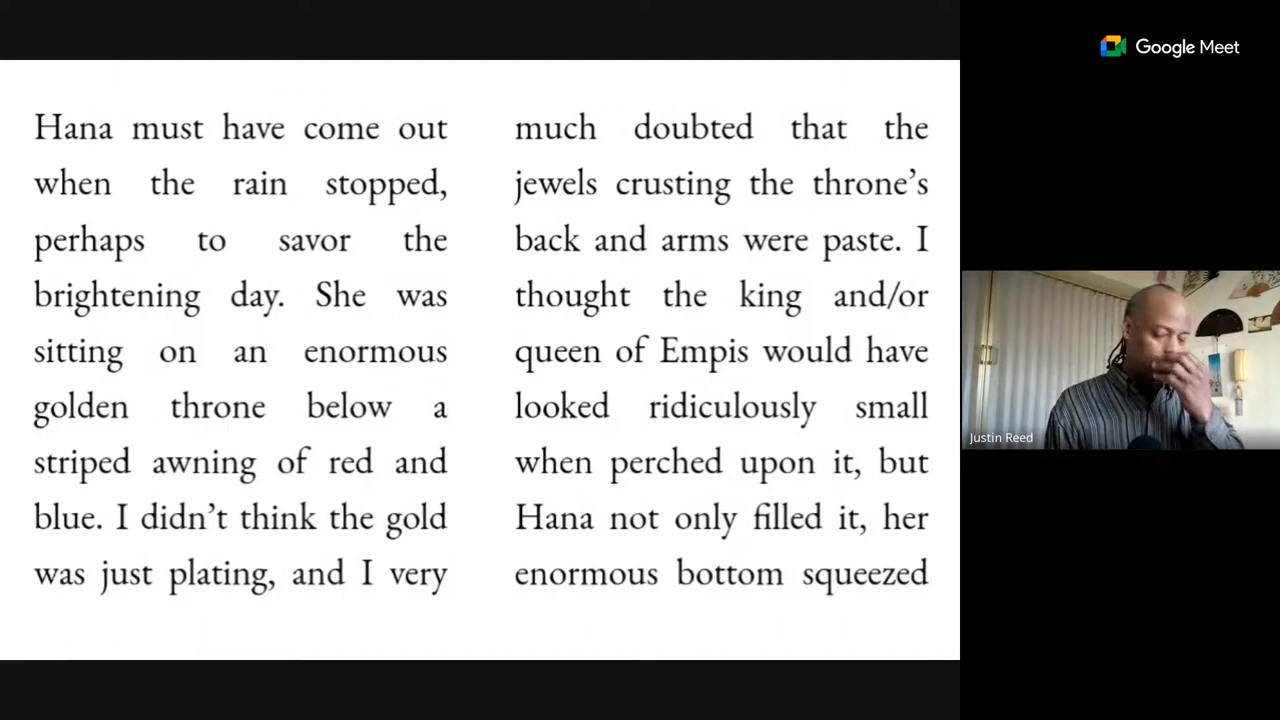 Hana must have come out
when the rain stopped,
perhaps to savor the
brightening day. She was
sitting on an enormous
golden throne below a
striped awning of red and
blue. I didn’t think the gold
was just plating, and I very
much doubted that the
jewels crusting the throne’s
back and arms were paste. I
thought the king and/or
queen of Empis would have
looked ridiculously small
when perched upon it, but
Hana not only filled it, her
enormous bottom squeezed
Google Meet
Justin Reed